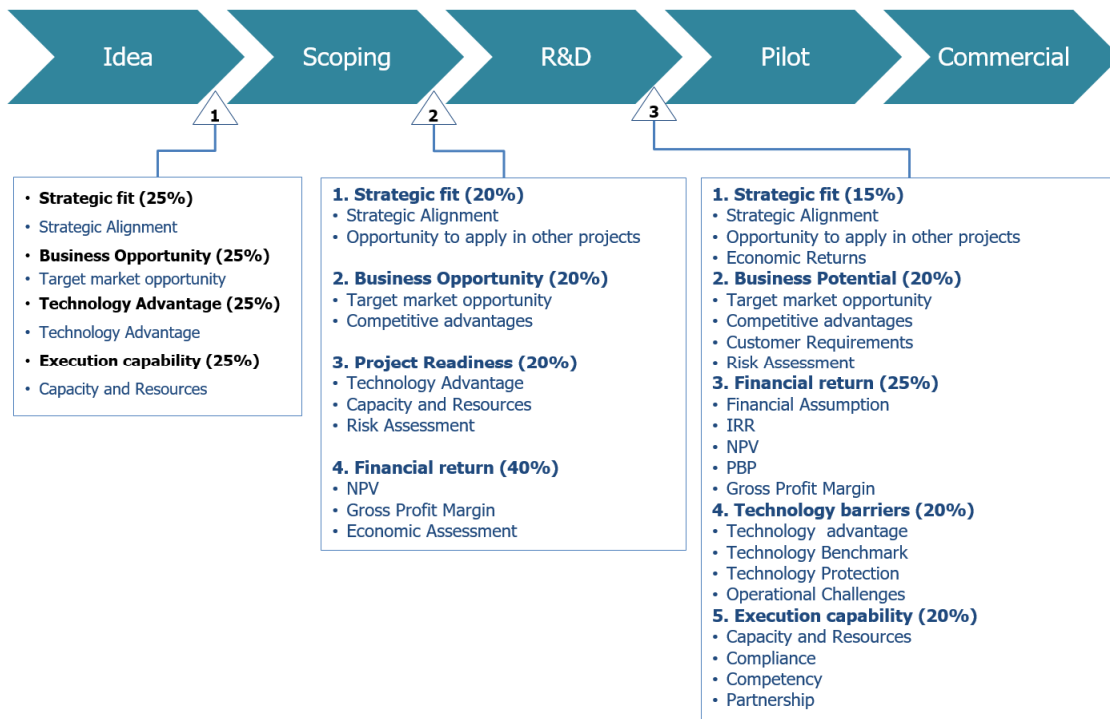 Idea
Scoping
R&D
Pilot
Commercial
1
2
3
• Strategic fit (25%)
• Strategic Alignment
• Business Opportunity (25%)
• Target market opportunity
• Technology Advantage (25%)
• Technology Advantage
• Execution capability (25%)
• Capacity and Resources
1. Strategic fit (20%)
• Strategic Alignment
• Opportunity to apply in other projects
2. Business Opportunity (20%)
• Target market opportunity
• Competitive advantages
3. Project Readiness (20%)
• Technology Advantage
• Capacity and Resources
• Risk Assessment
4. Financial return (40%)
• NPV
• Gross Profit Margin
• Economic Assessment
1. Strategic fit (15%)
• Strategic Alignment
• Opportunity to apply in other projects
• Economic Returns
2. Business Potential (20%)
• Target market opportunity
• Competitive advantages
• Customer Requirements
• Risk Assessment
3. Financial return (25%)
• Financial Assumption
• IRR
• NPV
• PBP
• Gross Profit Margin
4. Technology barriers (20%)
• Technology  advantage
• Technology Benchmark
• Technology Protection
• Operational Challenges
5. Execution capability (20%)
• Capacity and Resources
• Compliance
• Competency
• Partnership